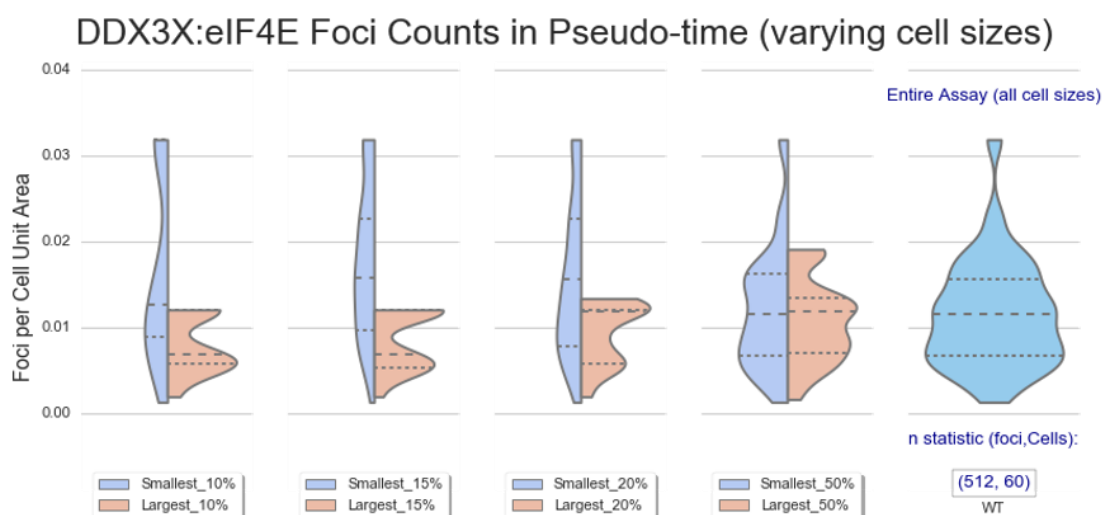 DDX3X:eIF4E Foci Counts in Pseudo-time (varying cell sizes)
0.04
Entire Assay (all cell sizes)
0.03
0.02
0.01
0.00
Foci per Cell Unit Area
n statistic (foci,Cells):
Smallest_10%
Largest_10%
Smallest_15%
Largest_15%
Smallest_20%
Largest_20%
Smallest_50%
Largest_50%
(512, 60)
WT